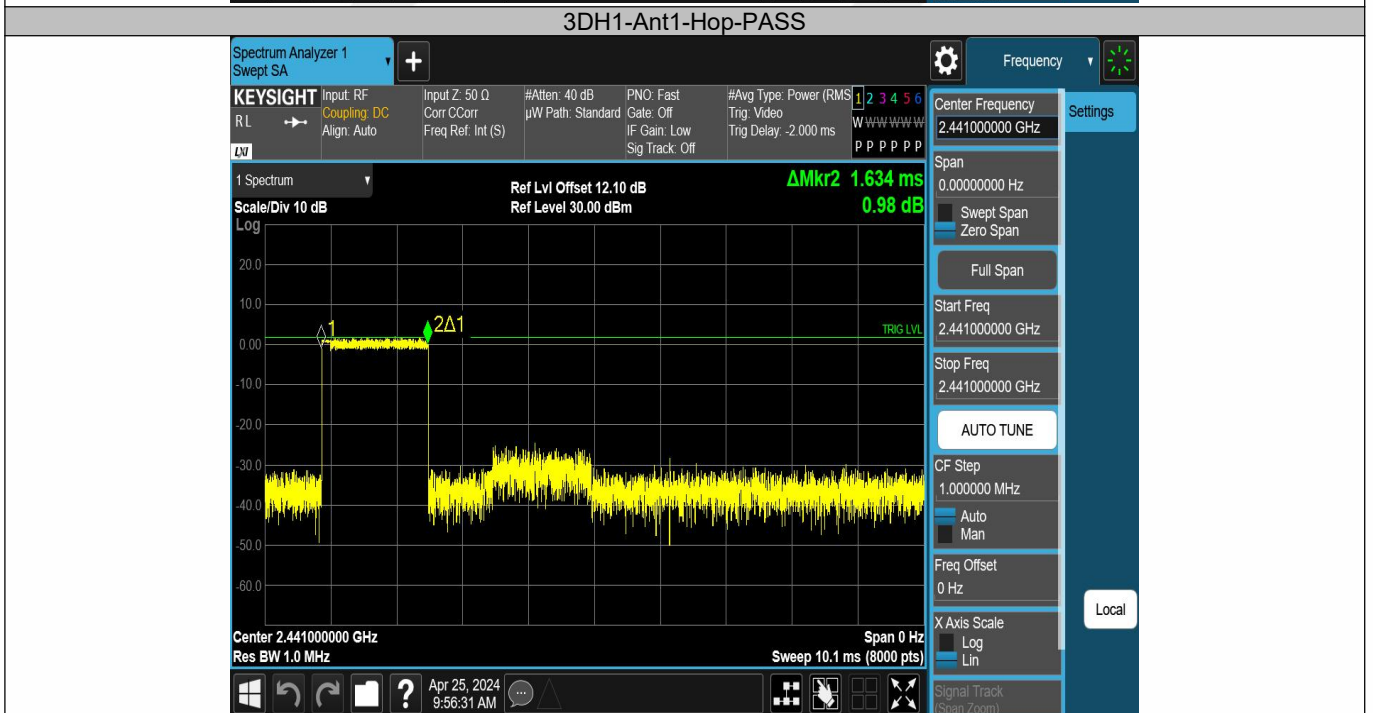 3DH1-Ant1-Hop-PASS
Spectrum Analyzer 1
Swept SA
+
Frequency
KEYSIGHT
RL
LXI
Input: RF
Coupling: DC
Align: Auto
Input Z: 50 Ω
Corr CCorr
Freq Ref: Int (S)
#Atten: 40 dB
µW Path: Standard
PNO: Fast
Gate: Off
IF Gain: Low
Sig Track: Off
#Avg Type: Power (RMS
Trig: Video
Trig Delay: -2.000 ms
1 2 3 4 5 6
W W W W W W
P P P P P P
Center Frequency
2.441000000 GHz
Settings
Span
0.00000000 Hz
Swept Span
Zero Span
Full Span
Start Freq
2.441000000 GHz
Stop Freq
2.441000000 GHz
AUTO TUNE
CF Step
1.000000 MHz
Auto
Man
Freq Offset
0 Hz
X Axis Scale
Log
Lin
Signal Track
(Span Zoom)
Local
1 Spectrum
Scale/Div 10 dB
Ref Lvl Offset 12.10 dB
Ref Level 30.00 dBm
ΔMkr2 1.634 ms
0.98 dB
Log
20.0
10.0
0.00
-10.0
-20.0
-30.0
-40.0
-50.0
-60.0
1
2Δ1
TRIG LVL
Center 2.441000000 GHz
Res BW 1.0 MHz
Span 0 Hz
Sweep 10.1 ms (8000 pts)
?
Apr 25, 2024
9:56:31 AM